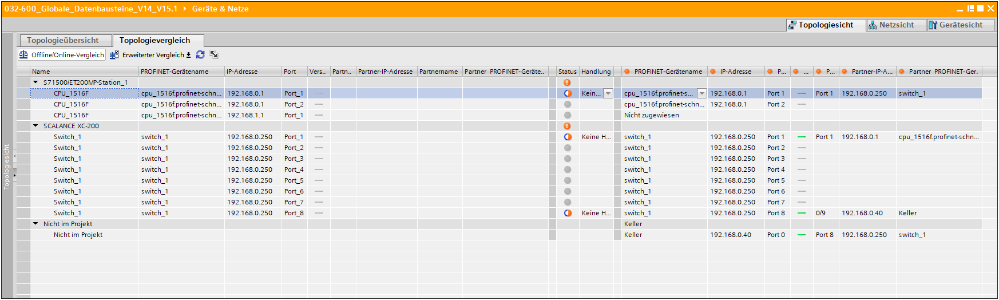 032-600_Globale_Datenbausteine_V14_V15.1 Geräte & Netze
Topologiesicht Netzsicht Gerätesicht
Topologieübersicht Topologievergleich
Offline/Online-Vergleich Erweiterter Vergleich
Name PROFINET-Gerätename IP-Adresse Port Vers.. Partn.. Partner-IP-Adresse Partnername Partner PROFINET-Geräte.. Status Handlung PROFINET-Gerätename IP-Adresse P... ... P... Partner-IP-A... Partner PROFINET-Ger.
S71500/ET200MP-Station_1
CPU_1516F cpu_1516f.profinet-schn... 192.168.0.1 Port_1 Kein... cpu_1516f.profinet-s... 192.168.0.1 Port 1 Port 1 192.168.0.250 switch_1
CPU_1516F cpu_1516f.profinet-schn... 192.168.0.1 Port_2 cpu_1516f.profinet-schn... 192.168.0.1 Port 2
CPU_1516F cpu_1516f.profinet-schn... 192.168.1.1 Port_1 Nicht zugewiesen
SCALANCE XC-200
Switch_1 switch_1 192.168.0.250 Port_1 Keine H... switch_1 192.168.0.250 Port 1 Port 1 192.168.0.1 cpu_1516f.profinet-schn...
Switch_1 switch_1 192.168.0.250 Port_2 switch_1 192.168.0.250 Port 2
Switch_1 switch_1 192.168.0.250 Port_3 switch_1 192.168.0.250 Port 3
Switch_1 switch_1 192.168.0.250 Port_4 switch_1 192.168.0.250 Port 4
Switch_1 switch_1 192.168.0.250 Port_5 switch_1 192.168.0.250 Port 5
Switch_1 switch_1 192.168.0.250 Port_6 switch_1 192.168.0.250 Port 6
Switch_1 switch_1 192.168.0.250 Port_7 switch_1 192.168.0.250 Port 7
Switch_1 switch_1 192.168.0.250 Port_8 Keine H... switch_1 192.168.0.250 Port 8 0/9 192.168.0.40 Keller
Nicht im Projekt Keller
Nicht im Projekt Keller 192.168.0.40 Port 0 Port 8 192.168.0.250 switch_1
Topologiesicht